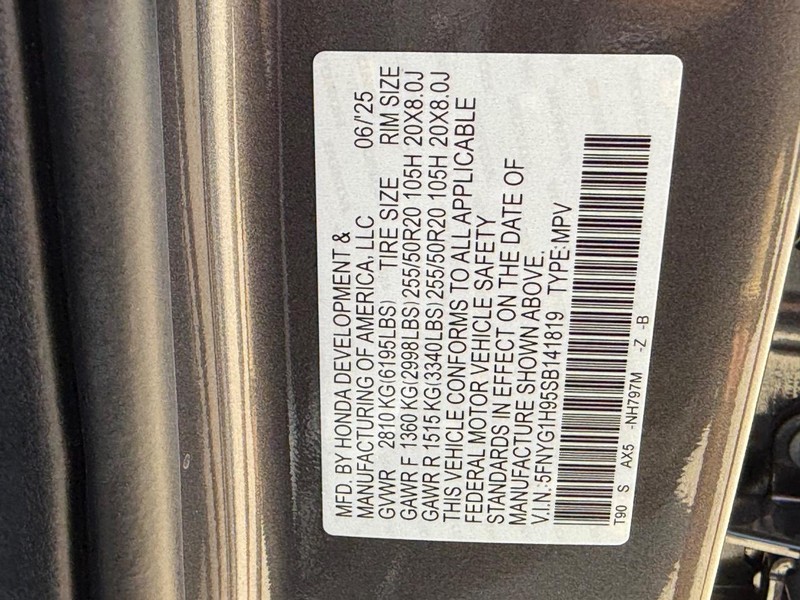 MFD. BY HONDA DEVELOPMENT &
MANUFACTURING OF AMERICA, LLC 06/'25
GVWR 2810 KG(6195LBS) TIRE SIZE RIM SIZE
GAWR F 1360 KG(2998LBS) 255/50R20 105H 20X8.0J
GAWR R 1515 KG(3340LBS) 255/50R20 105H 20X8.0J
THIS VEHICLE CONFORMS TO ALL APPLICABLE
FEDERAL MOTOR VEHICLE SAFETY
STANDARDS IN EFFECT ON THE DATE OF
MANUFACTURE SHOWN ABOVE.
V.I.N.:5FNYG1H95SB141819 TYPE:MPV
T90 S AX5 -NH797M -Z -B